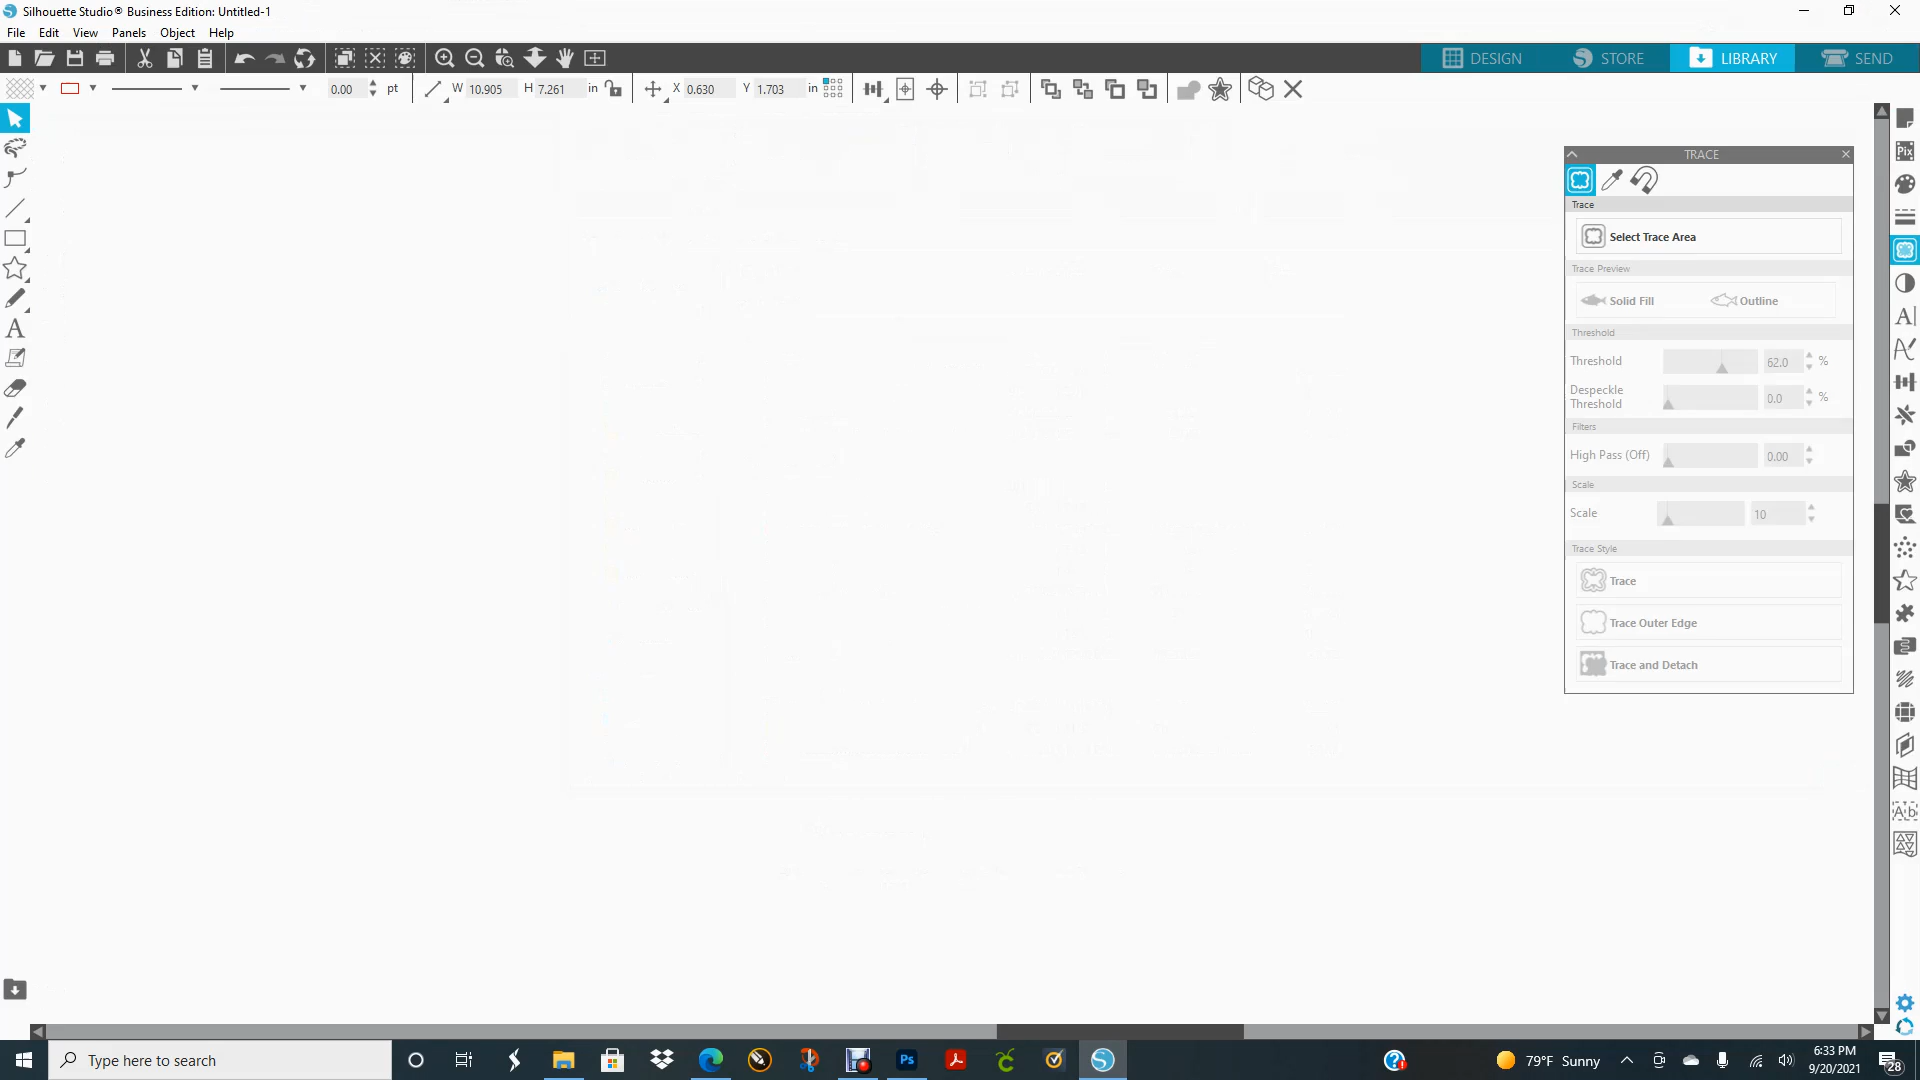 Silhouette Studio® Business Edition: Untitled-1
File Edit View Panels Object Help
DESIGN STORE LIBRARY SEND
0.00 pt W 10.905 H 7.261 in X 0.630 Y 1.703 in
TRACE
Trace
Select Trace Area
Trace Preview
Solid Fill Outline
Threshold
Threshold 62.0 %
Despeckle
Threshold 0.0 %
Filters
High Pass (Off) 0.00
Scale
Scale 10
Trace Style
Trace
Trace Outer Edge
Trace and Detach
Pix
A
A
Ab
Type here to search
Ps
79°F Sunny
6:33 PM
9/20/2021
28